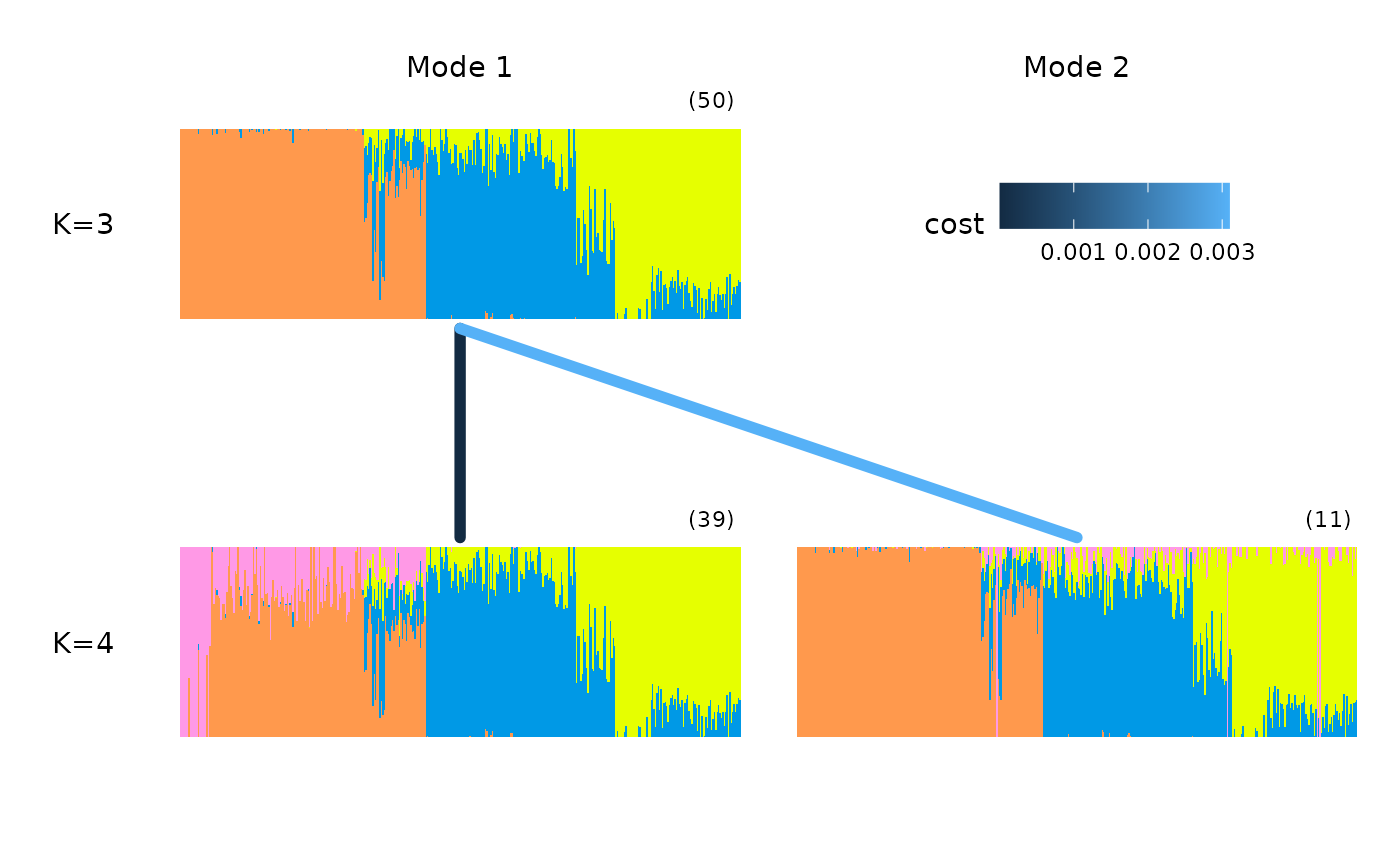 Mode 1
Mode 2
(50)
K=3
cost
0.001 0.002 0.003
(39)
(11)
K=4